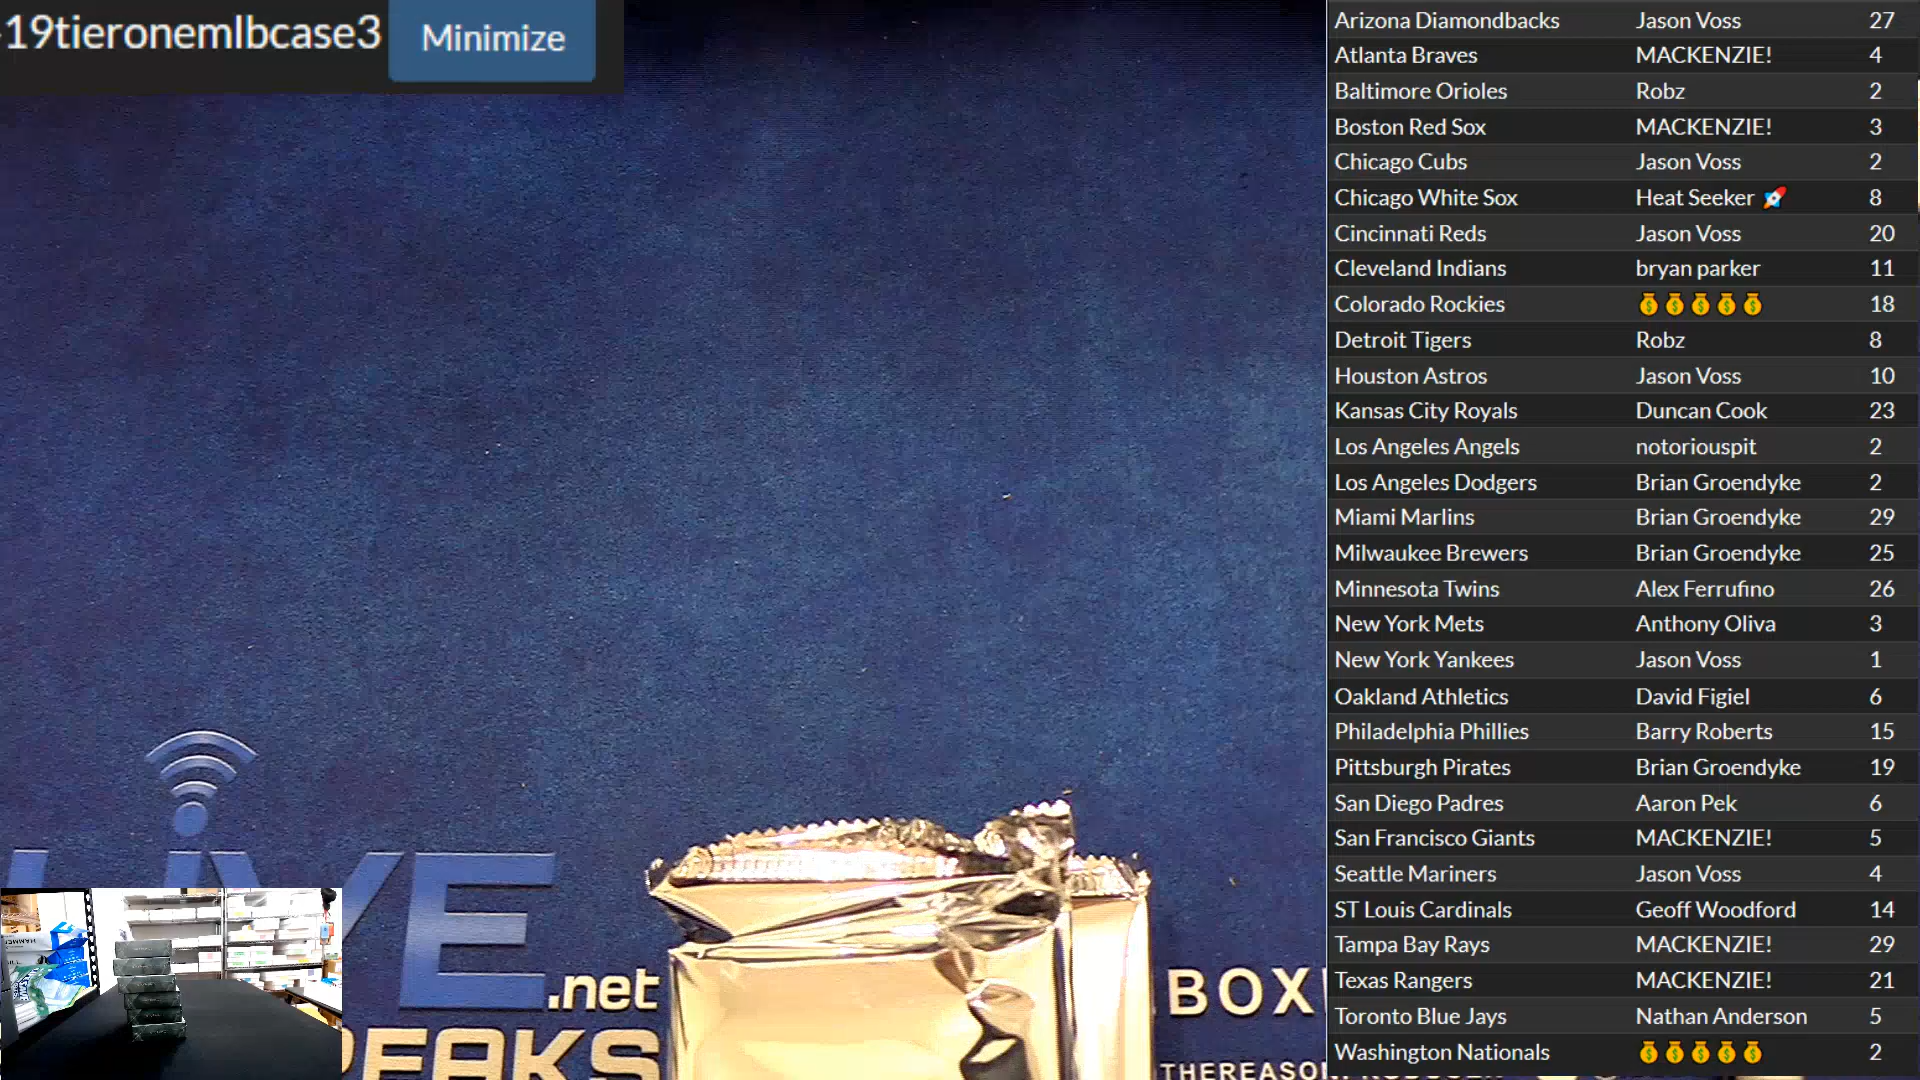 19tieronemlbcase3 Minimize
Arizona Diamondbacks Jason Voss 27
Atlanta Braves MACKENZIE! 4
Baltimore Orioles Robz 2
Boston Red Sox MACKENZIE! 3
Chicago Cubs Jason Voss 2
Chicago White Sox Heat Seeker 🚀 8
Cincinnati Reds Jason Voss 20
Cleveland Indians bryan parker 11
Colorado Rockies 💰💰💰💰💰 18
Detroit Tigers Robz 8
Houston Astros Jason Voss 10
Kansas City Royals Duncan Cook 23
Los Angeles Angels notoriouspit 2
Los Angeles Dodgers Brian Groendyke 2
Miami Marlins Brian Groendyke 29
Milwaukee Brewers Brian Groendyke 25
Minnesota Twins Alex Ferrufino 26
New York Mets Anthony Oliva 3
New York Yankees Jason Voss 1
Oakland Athletics David Figiel 6
Philadelphia Phillies Barry Roberts 15
Pittsburgh Pirates Brian Groendyke 19
San Diego Padres Aaron Pek 6
San Francisco Giants MACKENZIE! 5
Seattle Mariners Jason Voss 4
ST Louis Cardinals Geoff Woodford 14
Tampa Bay Rays MACKENZIE! 29
Texas Rangers MACKENZIE! 21
Toronto Blue Jays Nathan Anderson 5
Washington Nationals 💰💰💰💰💰 2
LIVE
.net
BOX